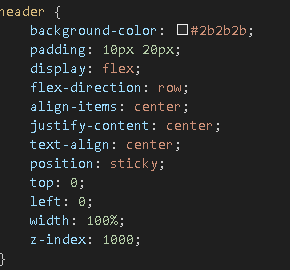 header {
background-color: #2b2b2b;
padding: 10px 20px;
display: flex;
flex-direction: row;
align-items: center;
justify-content: center;
text-align: center;
position: sticky;
top: 0;
left: 0;
width: 100%;
z-index: 1000;
}